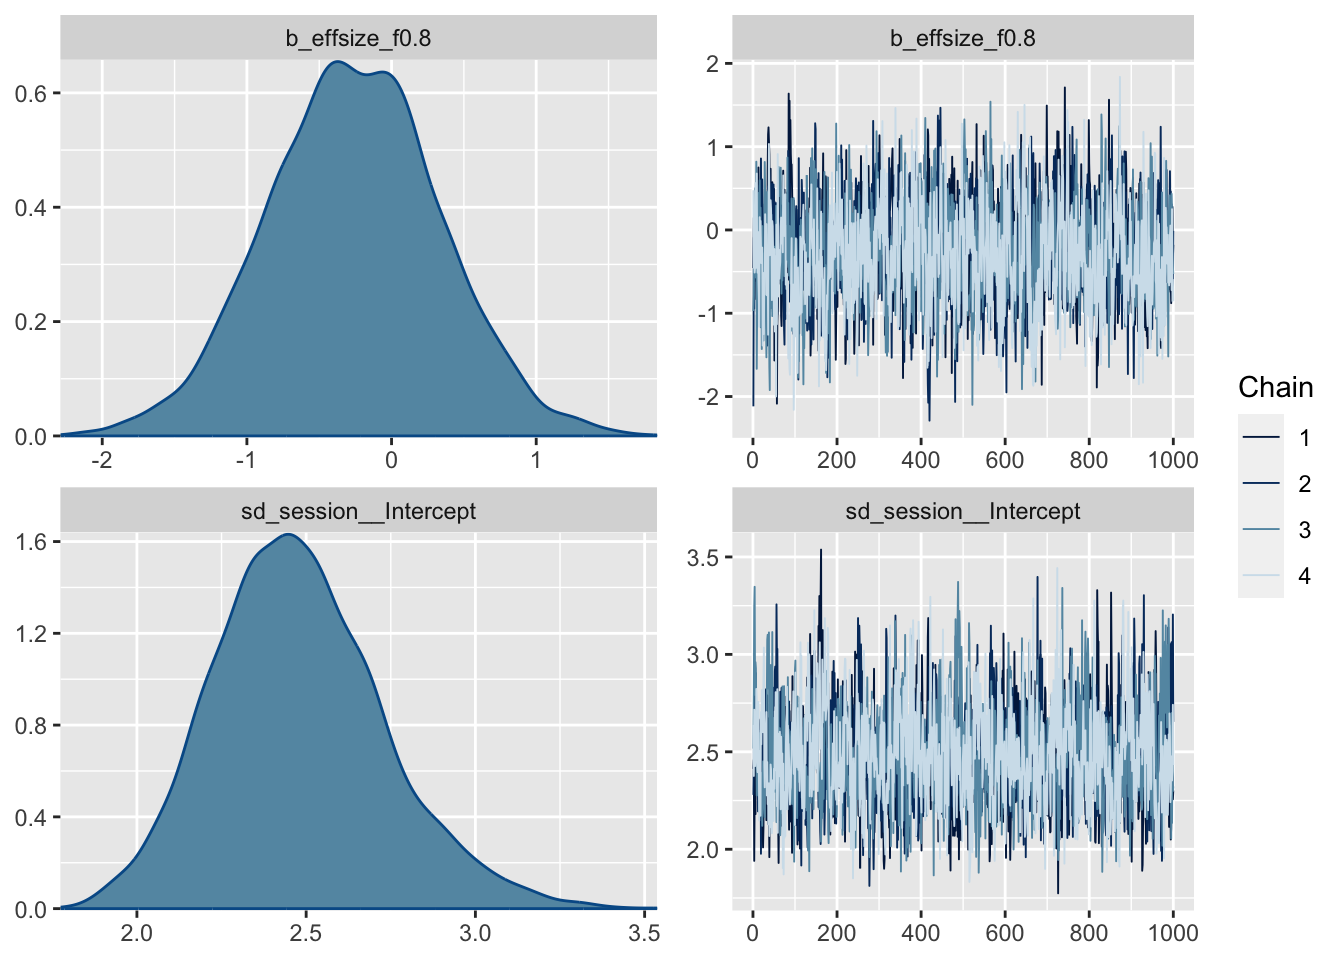 b_effsize_f0.8
0.6
0.4
0.2
0.0
-2 -1 0 1
b_effsize_f0.8
2
1
0
-1
-2
0 200 400 600 800 1000
sd_session__Intercept
1.6
1.2
0.8
0.4
0.0
2.0 2.5 3.0 3.5
sd_session__Intercept
3.5
3.0
2.5
2.0
0 200 400 600 800 1000
Chain
1
2
3
4